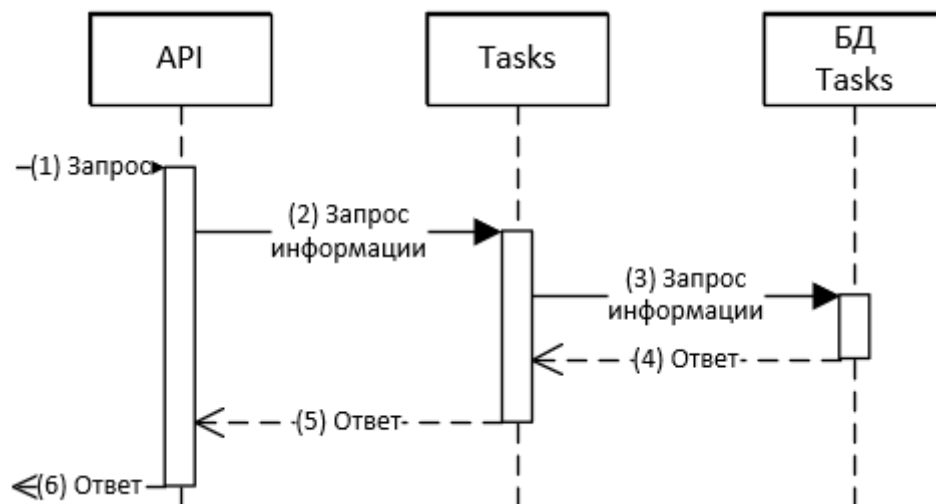 API
Tasks
БД
Tasks
(1) Запрос
(2) Запрос
информации
(3) Запрос
информации
(4) Ответ
(5) Ответ
(6) Ответ